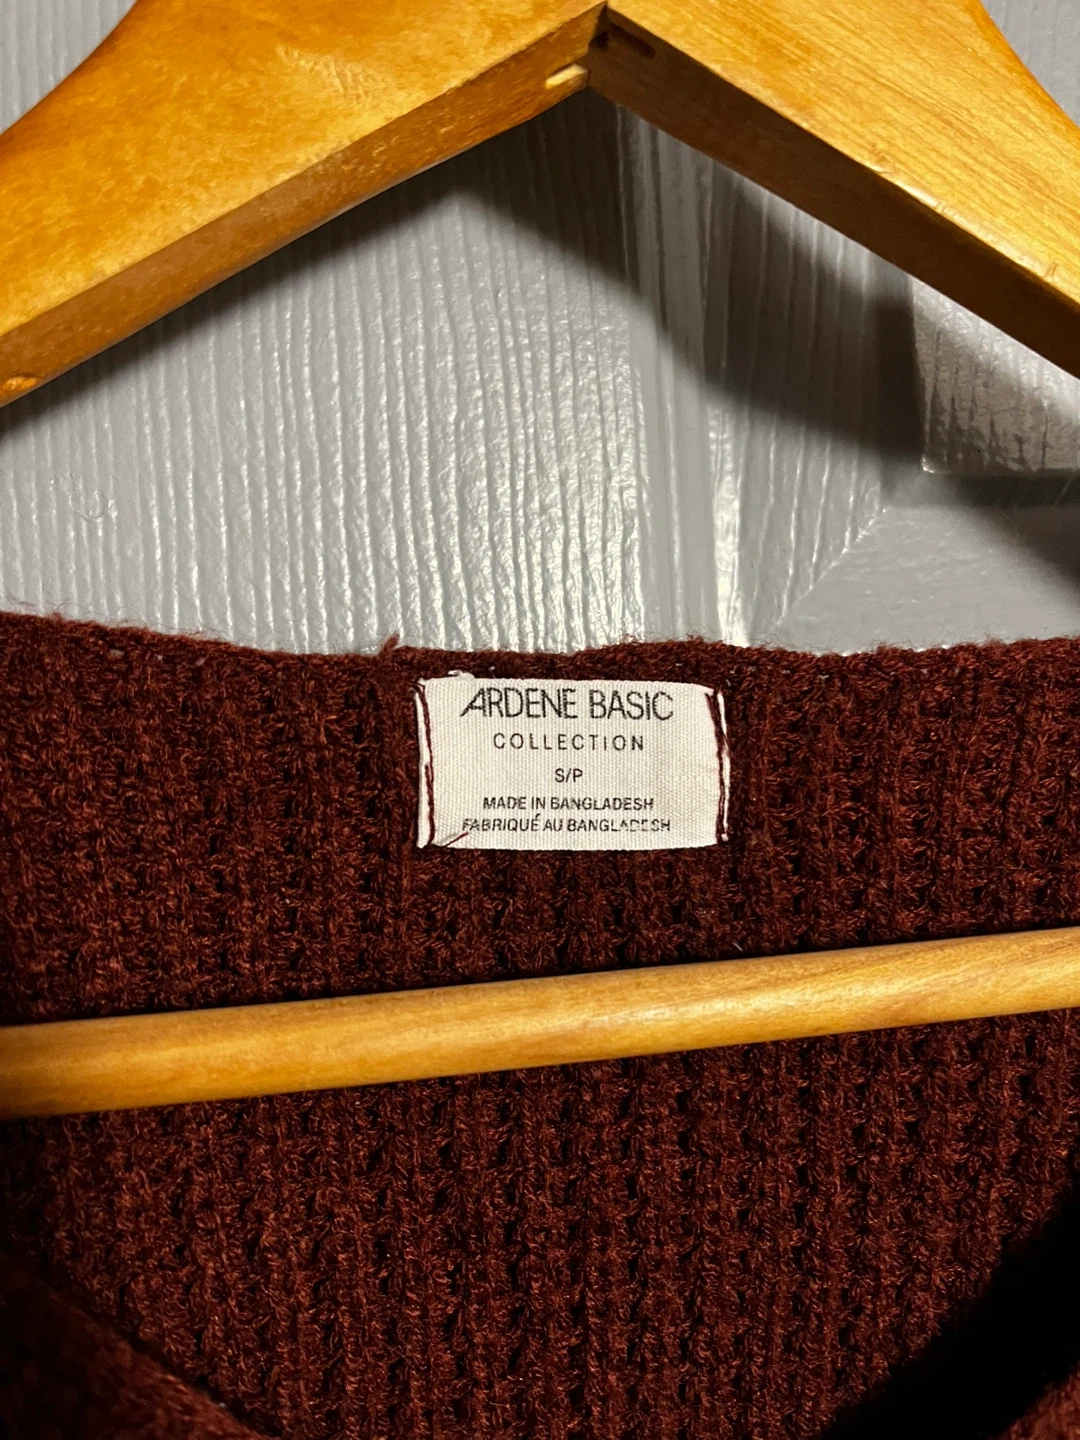 ARDENE BASIC
COLLECTION
S/P
MADE IN BANGLADESH
FABRIQUÉ AU BANGLADESH